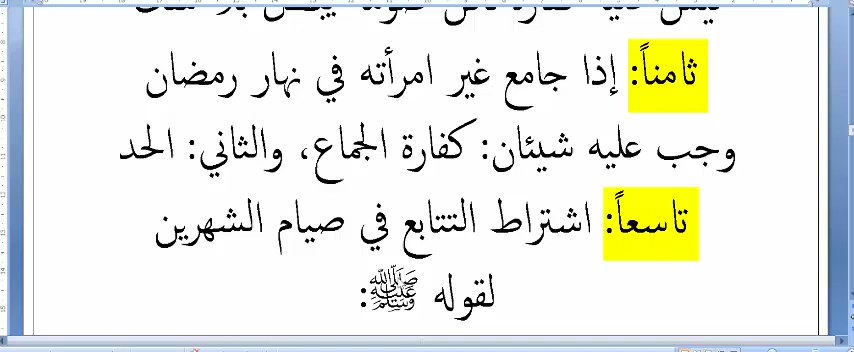 ثامناً: إذا جامع غير امرأته في نهار رمضان
وجب عليه شيئان: كفارة الجماع، والثاني: الحد
تاسعاً: اشتراط التتابع في صيام الشهرين
لقوله ﷺ: